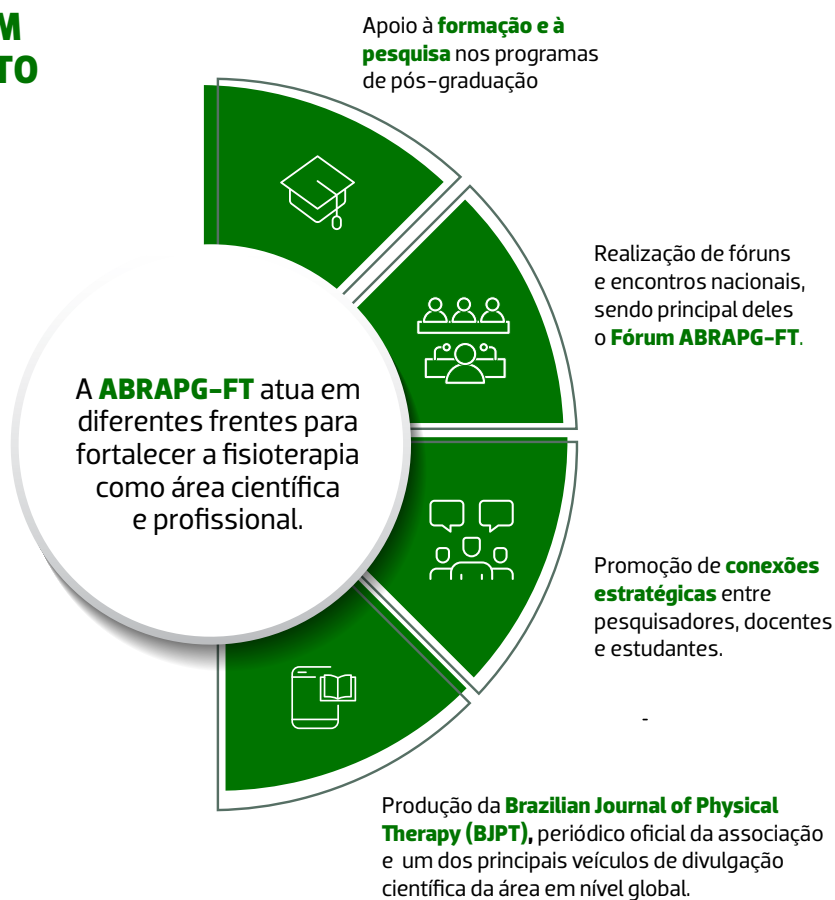 M
TO
Apoio à formação e à
pesquisa nos programas
de pós-graduação
Realização de fóruns
e encontros nacionais,
sendo principal deles
o Fórum ABRAPG-FT.
A ABRAPG-FT atua em
diferentes frentes para
fortalecer a fisioterapia
como área científica
e profissional.
Promoção de conexões
estratégicas entre
pesquisadores, docentes
e estudantes.
-
Produção da Brazilian Journal of Physical
Therapy (BJPT), periódico oficial da associação
e um dos principais veículos de divulgação
científica da área em nível global.